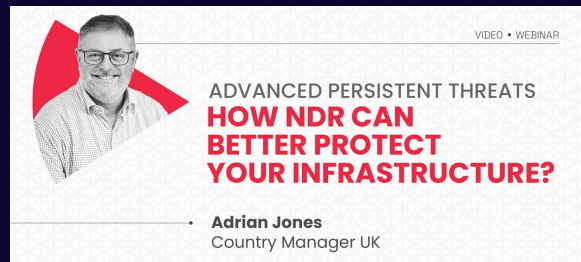 VIDEO • WEBINAR
ADVANCED PERSISTENT THREATS
HOW NDR CAN
BETTER PROTECT
YOUR INFRASTRUCTURE?
Adrian Jones
Country Manager UK